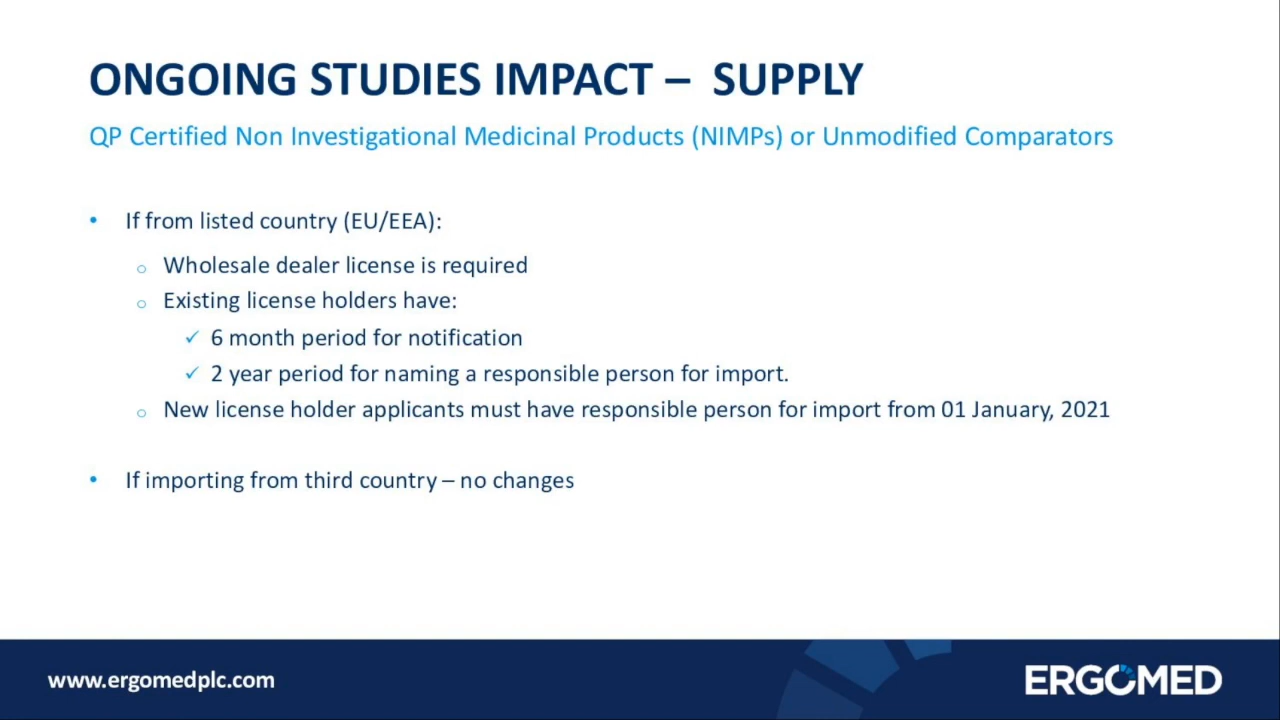 ONGOING STUDIES IMPACT – SUPPLY
QP Certified Non Investigational Medicinal Products (NIMPs) or Unmodified Comparators
• If from listed country (EU/EEA):
o Wholesale dealer license is required
o Existing license holders have:
✓ 6 month period for notification
✓ 2 year period for naming a responsible person for import.
o New license holder applicants must have responsible person for import from 01 January, 2021
• If importing from third country – no changes
www.ergomedplc.com
ERGOMED